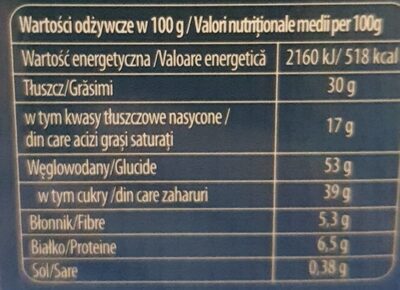 Wartości odżywcze w 100 g / Valori nutriționale medii per 100g
Wartość energetyczna /Valoare energetică 2160 kJ/ 518 kcal
Tłuszcz/Grăsimi 30 g
w tym kwasy tłuszczowe nasycone /
din care acizi grași saturați 17 g
Węglowodany/Glucide 53 g
w tym cukry /din care zaharuri 39 g
Błonnik/Fibre 5,3 g
Białko/Proteine 6,5 g
Sol/Sare 0,38 g